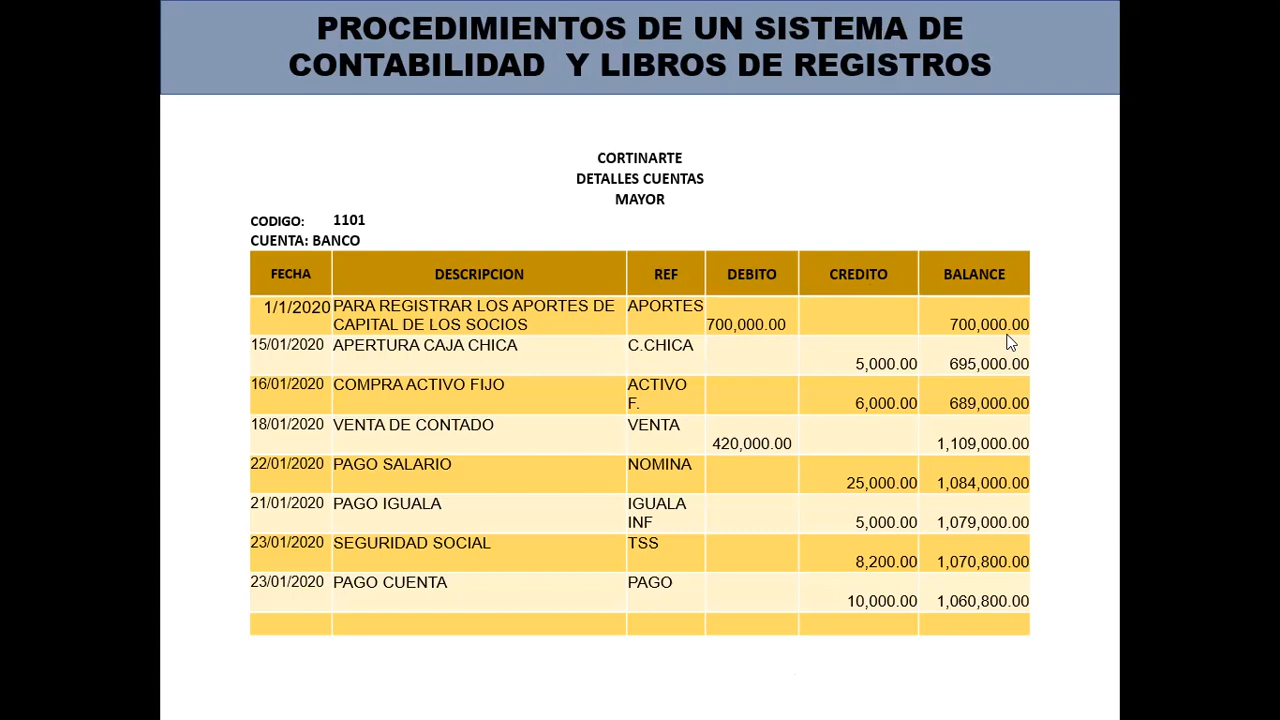 PROCEDIMIENTOS DE UN SISTEMA DE
CONTABILIDAD Y LIBROS DE REGISTROS
CORTINARTE
DETALLES CUENTAS
MAYOR
CODIGO: 1101
CUENTA: BANCO
FECHA DESCRIPCION REF DEBITO CREDITO BALANCE
1/1/2020 PARA REGISTRAR LOS APORTES DE APORTES
CAPITAL DE LOS SOCIOS 700,000.00 700,000.00
15/01/2020 APERTURA CAJA CHICA C.CHICA
5,000.00 695,000.00
16/01/2020 COMPRA ACTIVO FIJO ACTIVO
F. 6,000.00 689,000.00
18/01/2020 VENTA DE CONTADO VENTA
420,000.00 1,109,000.00
22/01/2020 PAGO SALARIO NOMINA
25,000.00 1,084,000.00
21/01/2020 PAGO IGUALA IGUALA
INF 5,000.00 1,079,000.00
23/01/2020 SEGURIDAD SOCIAL TSS
8,200.00 1,070,800.00
23/01/2020 PAGO CUENTA PAGO
10,000.00 1,060,800.00